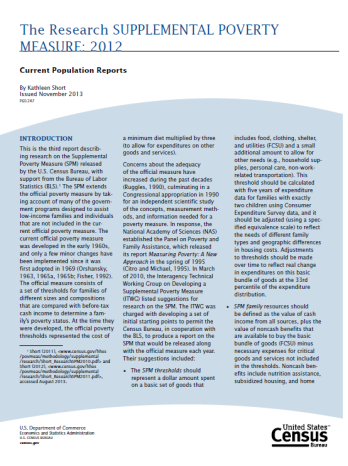 The Research SUPPLEMENTAL POVERTY
MEASURE: 2012
Current Population Reports
By Kathleen Short
Issued November 2013
P60-247
INTRODUCTION
This is the third report describ-
ing research on the Supplemental
Poverty Measure (SPM) released
by the U.S. Census Bureau, with
support from the Bureau of Labor
Statistics (BLS).¹ The SPM extends
the official poverty measure by tak-
ing account of many of the govern-
ment programs designed to assist
low-income families and individuals
that are not included in the cur-
rent official poverty measure. The
current official poverty measure
was developed in the early 1960s,
and only a few minor changes have
been implemented since it was
first adopted in 1969 (Orshansky,
1963, 1965a, 1965b; Fisher, 1992).
The official measure consists of
a set of thresholds for families of
different sizes and compositions
that are compared with before-tax
cash income to determine a fam-
ily's poverty status. At the time they
were developed, the official poverty
thresholds represented the cost of
¹ Short (2011), <www.census.gov/hhes
/povmeas/methodology/supplemental
/research/Short_ResearchSPM2010.pdf> and
Short (2012), <www.census.gov/hhes
/povmeas/methodology/supplemental
/research/Short_ResearchSPM2011.pdf>,
accessed August 2013.
a minimum diet multiplied by three
(to allow for expenditures on other
goods and services).
Concerns about the adequacy
of the official measure have
increased during the past decades
(Ruggles, 1990), culminating in a
Congressional appropriation in 1990
for an independent scientific study
of the concepts, measurement meth-
ods, and information needed for a
poverty measure. In response, the
National Academy of Sciences (NAS)
established the Panel on Poverty and
Family Assistance, which released
its report Measuring Poverty: A New
Approach in the spring of 1995
(Citro and Michael, 1995). In March
of 2010, the Interagency Technical
Working Group on Developing a
Supplemental Poverty Measure
(ITWG) listed suggestions for
research on the SPM. The ITWG was
charged with developing a set of
initial starting points to permit the
Census Bureau, in cooperation with
the BLS, to produce a report on the
SPM that would be released along
with the official measure each year.
Their suggestions included:
• The SPM thresholds should
represent a dollar amount spent
on a basic set of goods that
includes food, clothing, shelter,
and utilities (FCSU) and a small
additional amount to allow for
other needs (e.g., household sup-
plies, personal care, non-work-
related transportation). This
threshold should be calculated
with five years of expenditure
data for families with exactly
two children using Consumer
Expenditure Survey data, and it
should be adjusted (using a spec-
ified equivalence scale) to reflect
the needs of different family
types and geographic differences
in housing costs. Adjustments
to thresholds should be made
over time to reflect real change
in expenditures on this basic
bundle of goods at the 33rd
percentile of the expenditure
distribution.
• SPM family resources should
be defined as the value of cash
income from all sources, plus the
value of noncash benefits that
are available to buy the basic
bundle of goods (FCSU) minus
necessary expenses for critical
goods and services not included
in the thresholds. Noncash ben-
efits include nutrition assistance,
subsidized housing, and home
U.S. Department of Commerce
Economics and Statistics Administration
U.S. CENSUS BUREAU
census.gov
United States™
Census
Bureau